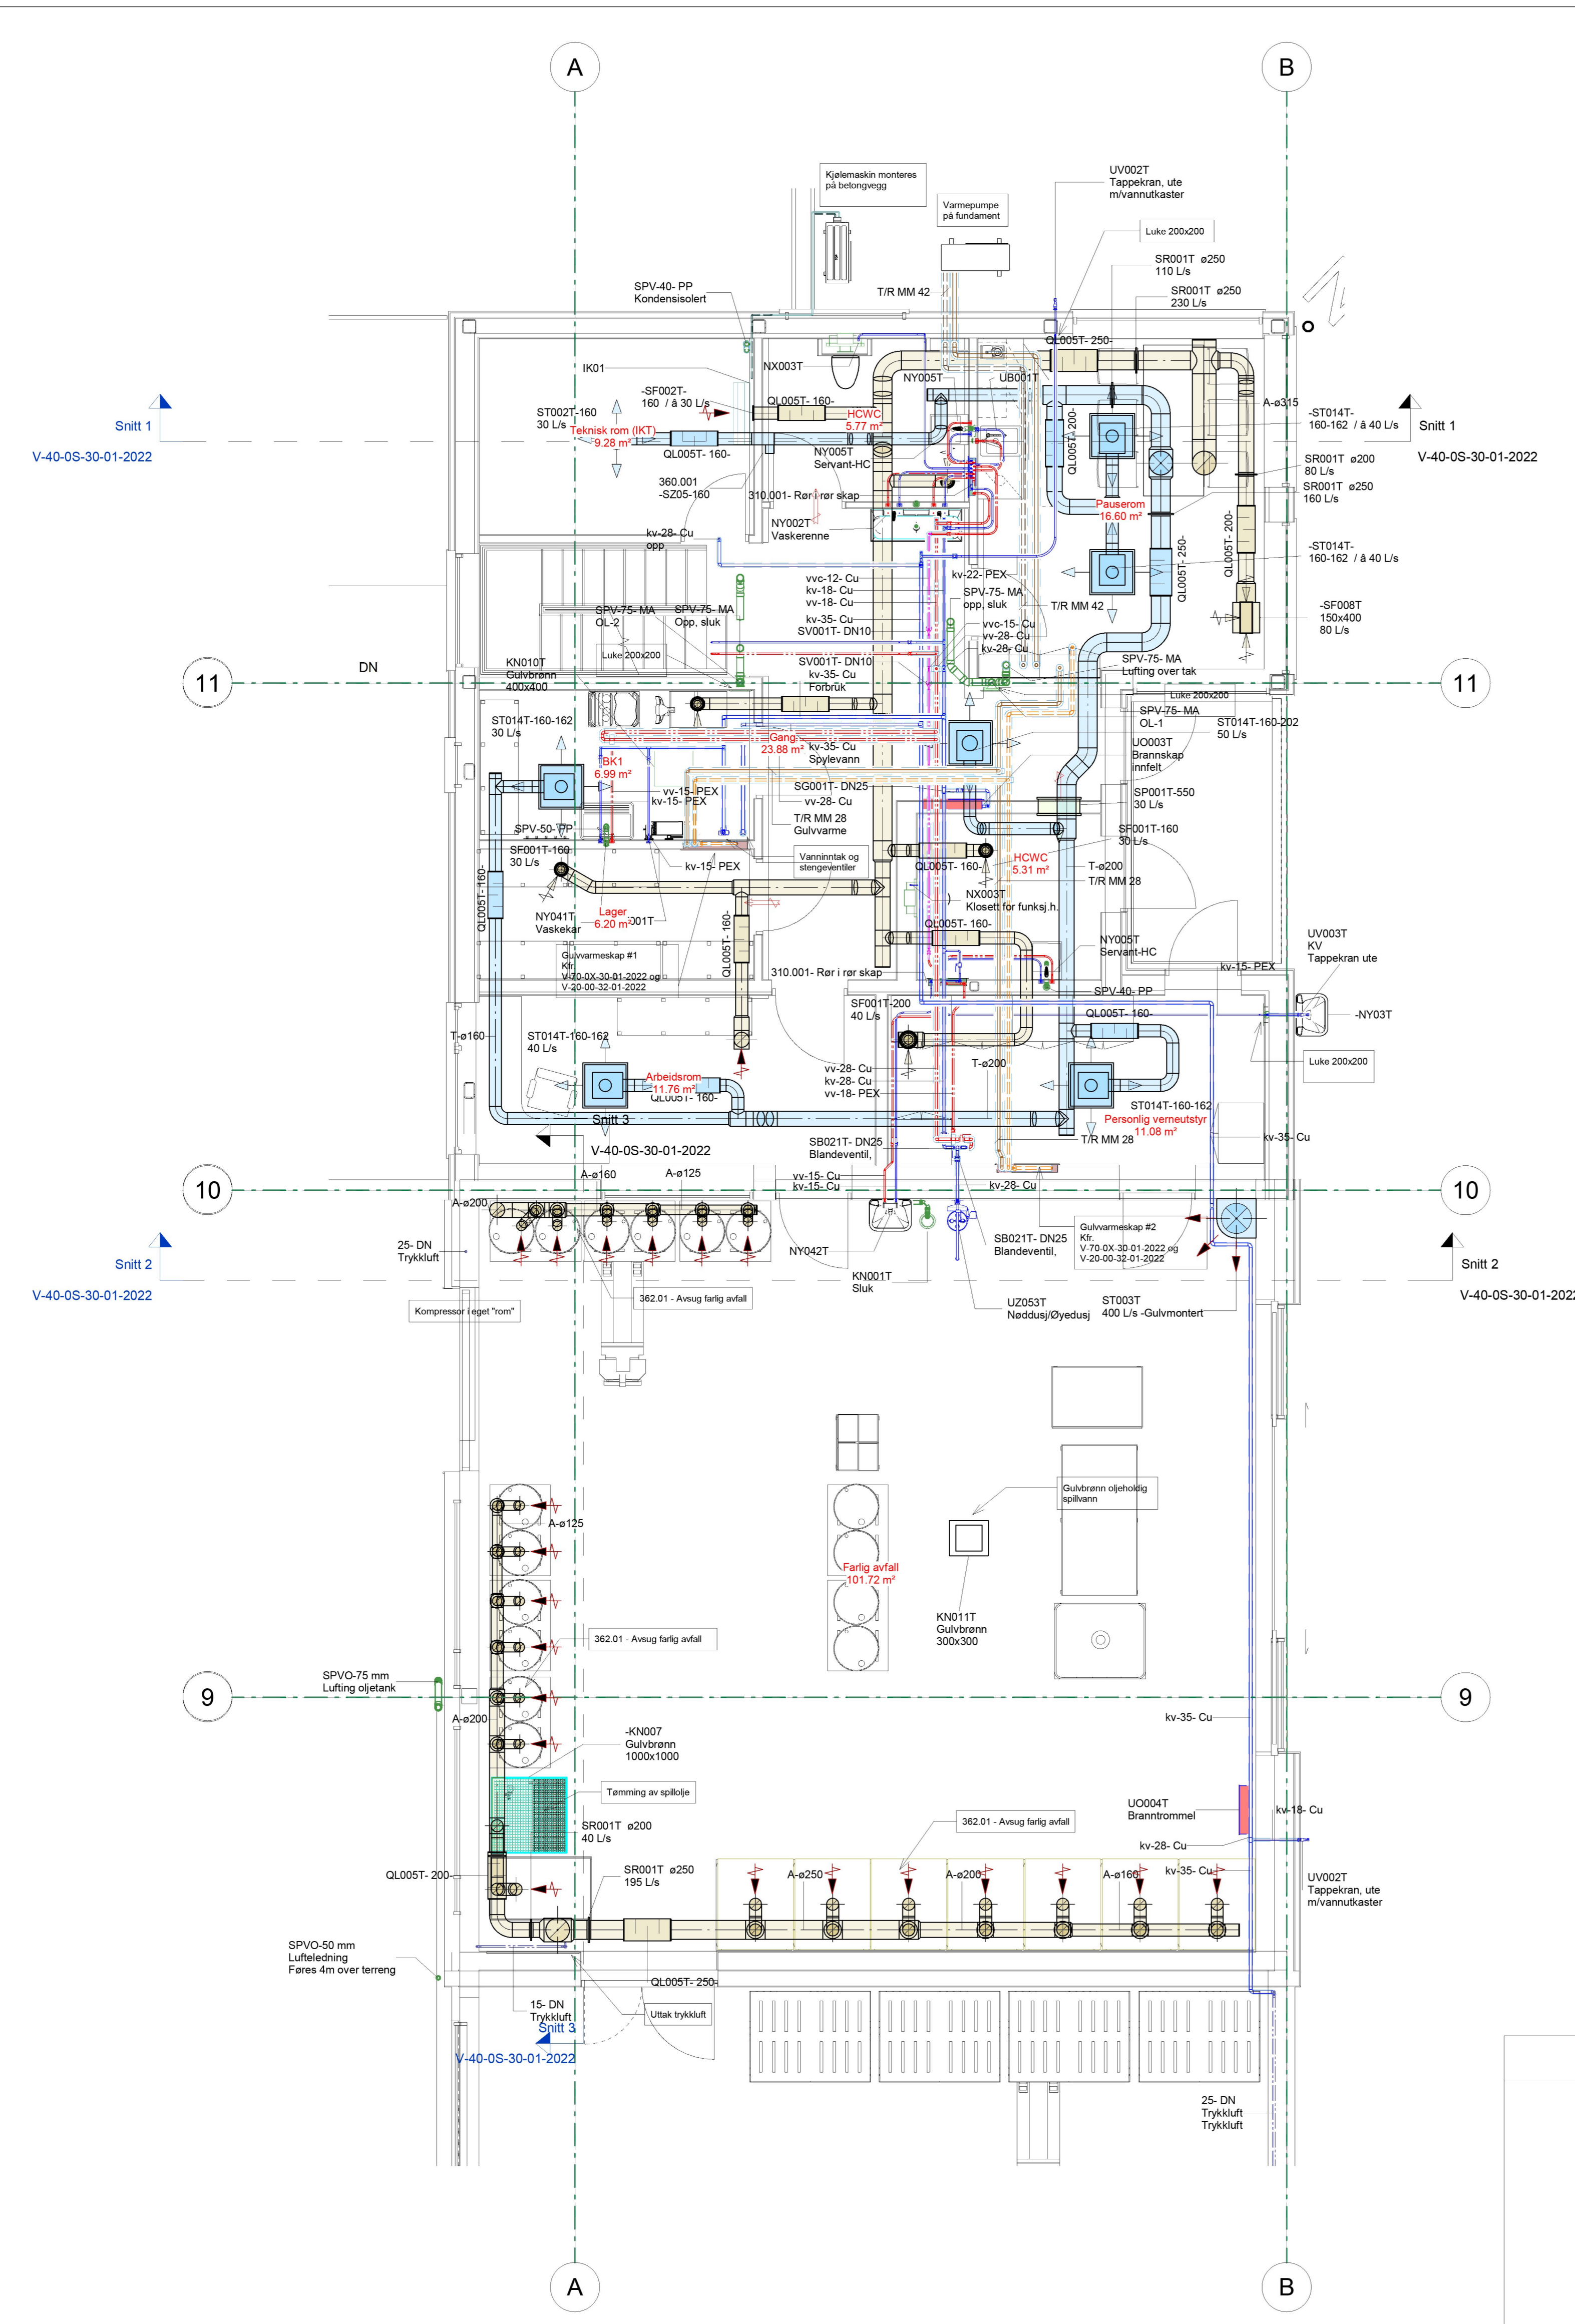 A
B
Kjølemaskin monteres
på betongvegg
Varmepumpe
på fundament
UV002T
Tappekran, ute
m/vannutkaster
Luke 200x200
SR001T ø250
110 L/s
SPV-40- PP
Kondensisolert
T/R MM 42
SR001T ø250
230 L/s
QL005T- 250-
IK01
NX003T
NY005T
UB001T
-SF002T-
160 / å 30 L/s
QL005T- 160-
A-ø315
ST002T-160
30 L/s
HCWC
5.77 m²
-ST014T-
160-162 / å 40 L/s
Snitt 1
V-40-0S-30-01-2022
Teknisk rom (IKT)
9.28 m²
QL005T- 160-
QL005T- 200-
Snitt 1
V-40-0S-30-01-2022
NY005T
Servant-HC
SR001T ø200
80 L/s
360.001
-SZ05-160
310.001- Rør i rør skap
SR001T ø250
160 L/s
Pauserom
16.60 m²
NY002T
Vaskerenne
kv-28- Cu
opp
QL005T- 200-
QL005T- 250-
-ST014T-
160-162 / å 40 L/s
vvc-12- Cu
kv-18- Cu
vv-18- Cu
kv-35- Cu
SV001T- DN10
kv-22- PEX
SPV-75- MA
opp, sluk
T/R MM 42
-SF008T
150x400
80 L/s
SPV-75- MA
OL-2
SPV-75- MA
Opp, sluk
vvc-15- Cu
vv-28- Cu
kv-28- Cu
Luke 200x200
KN010T
Gulvbrønn
400x400
SV001T- DN10
kv-35- Cu
Forbruk
SPV-75- MA
Lufting over tak
DN
11
11
Luke 200x200
SPV-75- MA
OL-1
ST014T-160-202
50 L/s
ST014T-160-162
30 L/s
Gang
23.88 m²
kv-35- Cu
Spylevann
UO003T
Brannskap
innfelt
BK1
6.99 m²
vv-15- PEX
kv-15- PEX
SG001T- DN25
vv-28- Cu
SP001T-550
30 L/s
T/R MM 28
Gulvvarme
SPV-50- PP
SF001T-160
30 L/s
SF001T-160
30 L/s
kv-15- PEX
Vanninntak og
stengeventiler
HCWC
5.31 m²
QL005T- 160-
T-ø200
T/R MM 28
QL005T- 160-
NX003T
Klosett for funksj.h.
NY041T
Vaskekar
Lager
6.20 m²
001T
QL005T- 160-
QL005T- 160-
NY005T
Servant-HC
UV003T
KV
Tappekran ute
Gulvvarmeskap #1
Kfr.
V-70-0X-30-01-2022 og
V-20-00-32-01-2022
310.001- Rør i rør skap
kv-15- PEX
SPV-40- PP
SF001T-200
40 L/s
QL005T- 160-
-NY03T
T-ø160
ST014T-160-162
40 L/s
Luke 200x200
T-ø200
vv-28- Cu
kv-28- Cu
vv-18- PEX
Arbeidsrom
11.76 m²
QL005T- 160-
ST014T-160-162
Personlig verneutstyr
11.08 m²
Snitt 3
V-40-0S-30-01-2022
SB021T- DN25
Blandeventil,
T/R MM 28
kv-35- Cu
A-ø160
A-ø125
vv-15- Cu
kv-15- Cu
kv-28- Cu
10
10
A-ø200
25- DN
Trykkluft
NY042T
SB021T- DN25
Blandeventil,
Gulvvarmeskap #2
Kfr.
V-70-0X-30-01-2022 og
V-20-00-32-01-2022
Snitt 2
V-40-0S-30-01-2022
Snitt 2
V-40-0S-30-01-2022
KN001T
Sluk
362.01 - Avsug farlig avfall
UZ053T
Nøddusj/Øyedusj
ST003T
400 L/s -Gulvmontert
Kompressor i eget "rom"
Gulvbrønn oljeholdig
spillvann
A-ø125
Farlig avfall
101.72 m²
KN011T
Gulvbrønn
300x300
362.01 - Avsug farlig avfall
SPVO-75 mm
Lufting oljetank
9
9
A-ø200
kv-35- Cu
-KN007
Gulvbrønn
1000x1000
Tømming av spillolje
UO004T
Branntrommel
kv-18- Cu
SR001T ø200
40 L/s
362.01 - Avsug farlig avfall
kv-28- Cu
QL005T- 200-
SR001T ø250
195 L/s
A-ø250
A-ø200
A-ø160
kv-35- Cu
UV002T
Tappekran, ute
m/vannutkaster
SPVO-50 mm
Lufteledning
Føres 4m over terreng
QL005T- 250-
15- DN
Trykkluft
Uttak trykkluft
Snitt 3
V-40-0S-30-01-2022
25- DN
Trykkluft
Trykkluft
A
B